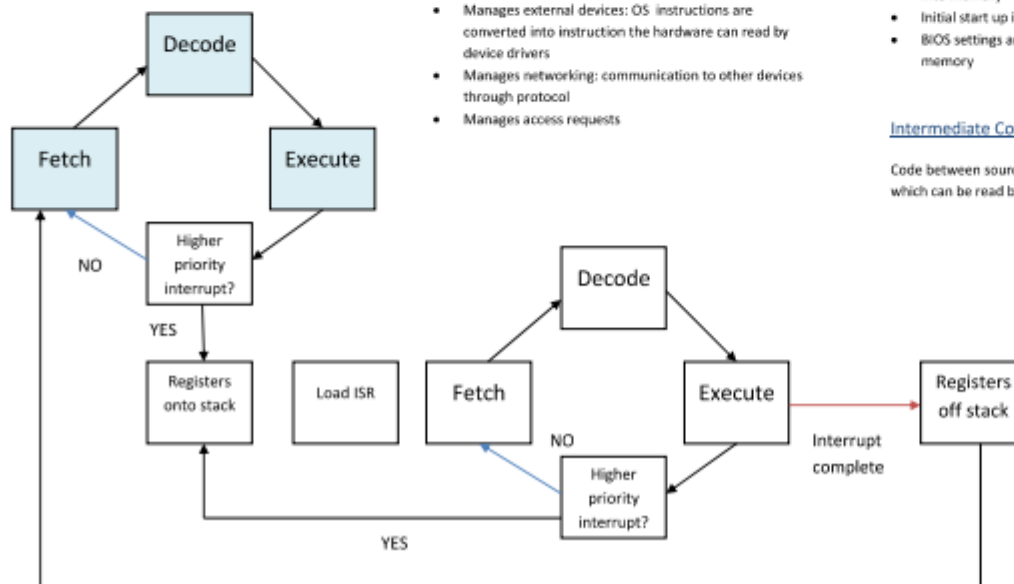 Manages external devices: OS instructions are
converted into instruction the hardware can read by
device drivers
Manages networking: communication to other devices
through protocol
Manages access requests
Initial start up
BIOS settings
memory
Intermediate
Code between
which can be read
Decode
Fetch
Execute
Higher
priority
interrupt?
NO
YES
Registers
onto stack
Load ISR
Decode
Fetch
Execute
NO
Higher
priority
interrupt?
YES
Interrupt
complete
Registers
off stack